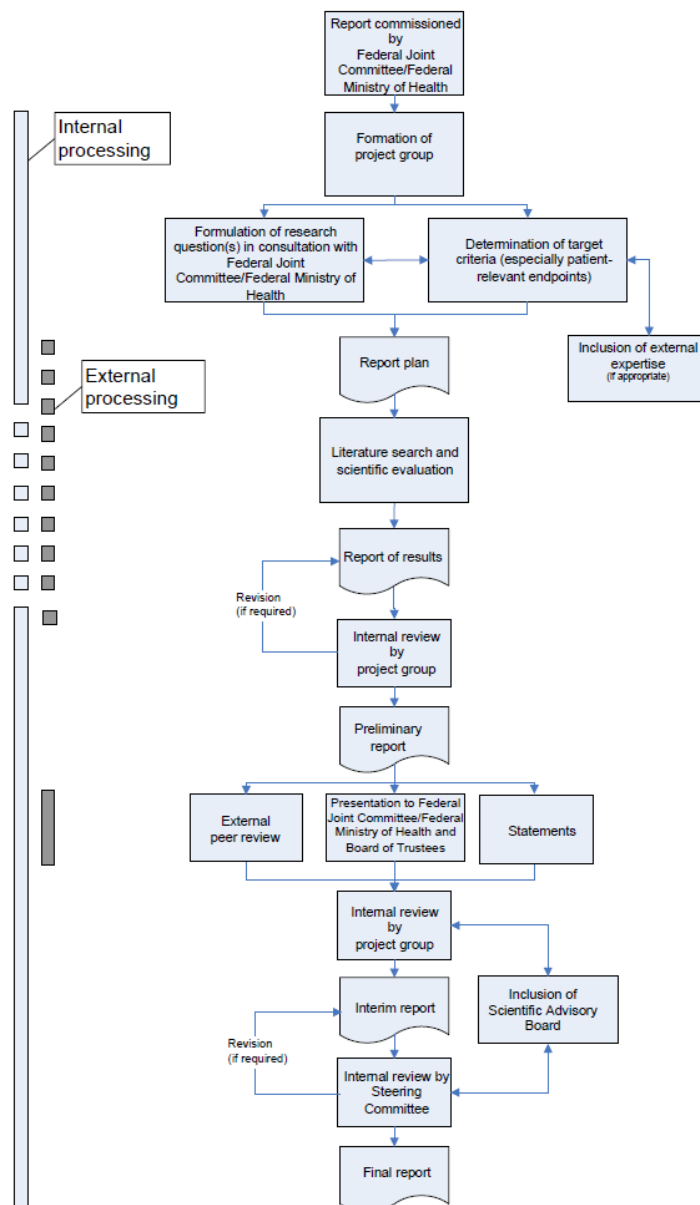 Report commissioned
by
Federal Joint
Committee/Federal
Ministry of Health
Internal
processing
Formation of
project group
Formulation of research
question(s) in consultation with
Federal Joint
Committee/Federal Ministry of
Health
Determination of target
criteria (especially patient-
relevant endpoints)
Inclusion of external
expertise
(if appropriate)
Report plan
External
processing
Literature search and
scientific evaluation
Report of results
Revision
(if required)
Internal review
by
project group
Preliminary
report
External
peer review
Presentation to Federal
Joint Committee/Federal
Ministry of Health and
Board of Trustees
Statements
Internal review
by
project group
Interim report
Inclusion of
Scientific Advisory
Board
Revision
(if required)
Internal review by
Steering
Committee
Final report